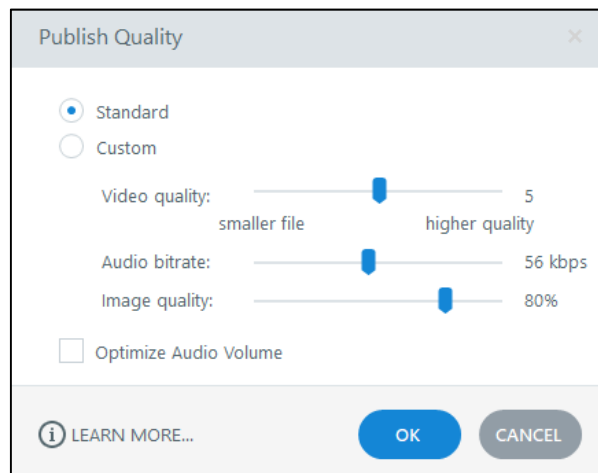 Publish Quality
Standard
Custom
Video quality: 5
smaller file higher quality
Audio bitrate: 56 kbps
Image quality: 80%
Optimize Audio Volume
LEARN MORE... OK CANCEL